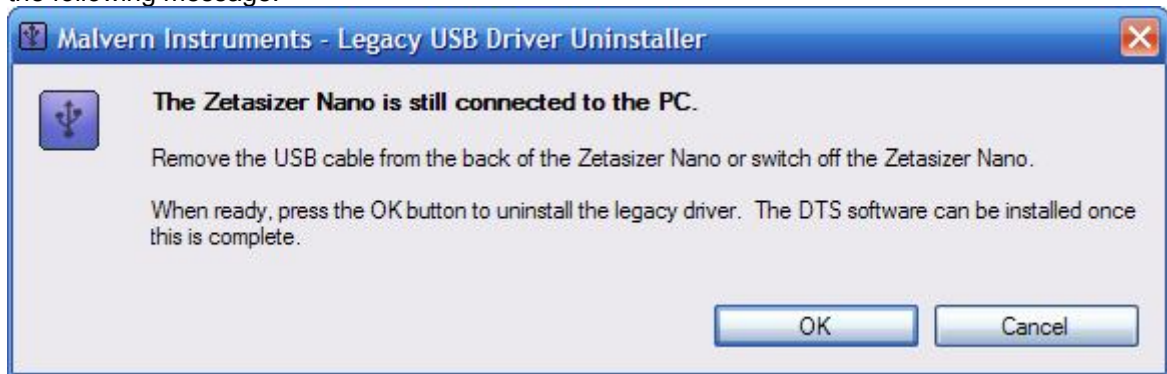 the following message:
Malvern Instruments - Legacy USB Driver Uninstaller
The Zetasizer Nano is still connected to the PC.
Remove the USB cable from the back of the Zetasizer Nano or switch off the Zetasizer Nano.
When ready, press the OK button to uninstall the legacy driver. The DTS software can be installed once
this is complete.
OK Cancel